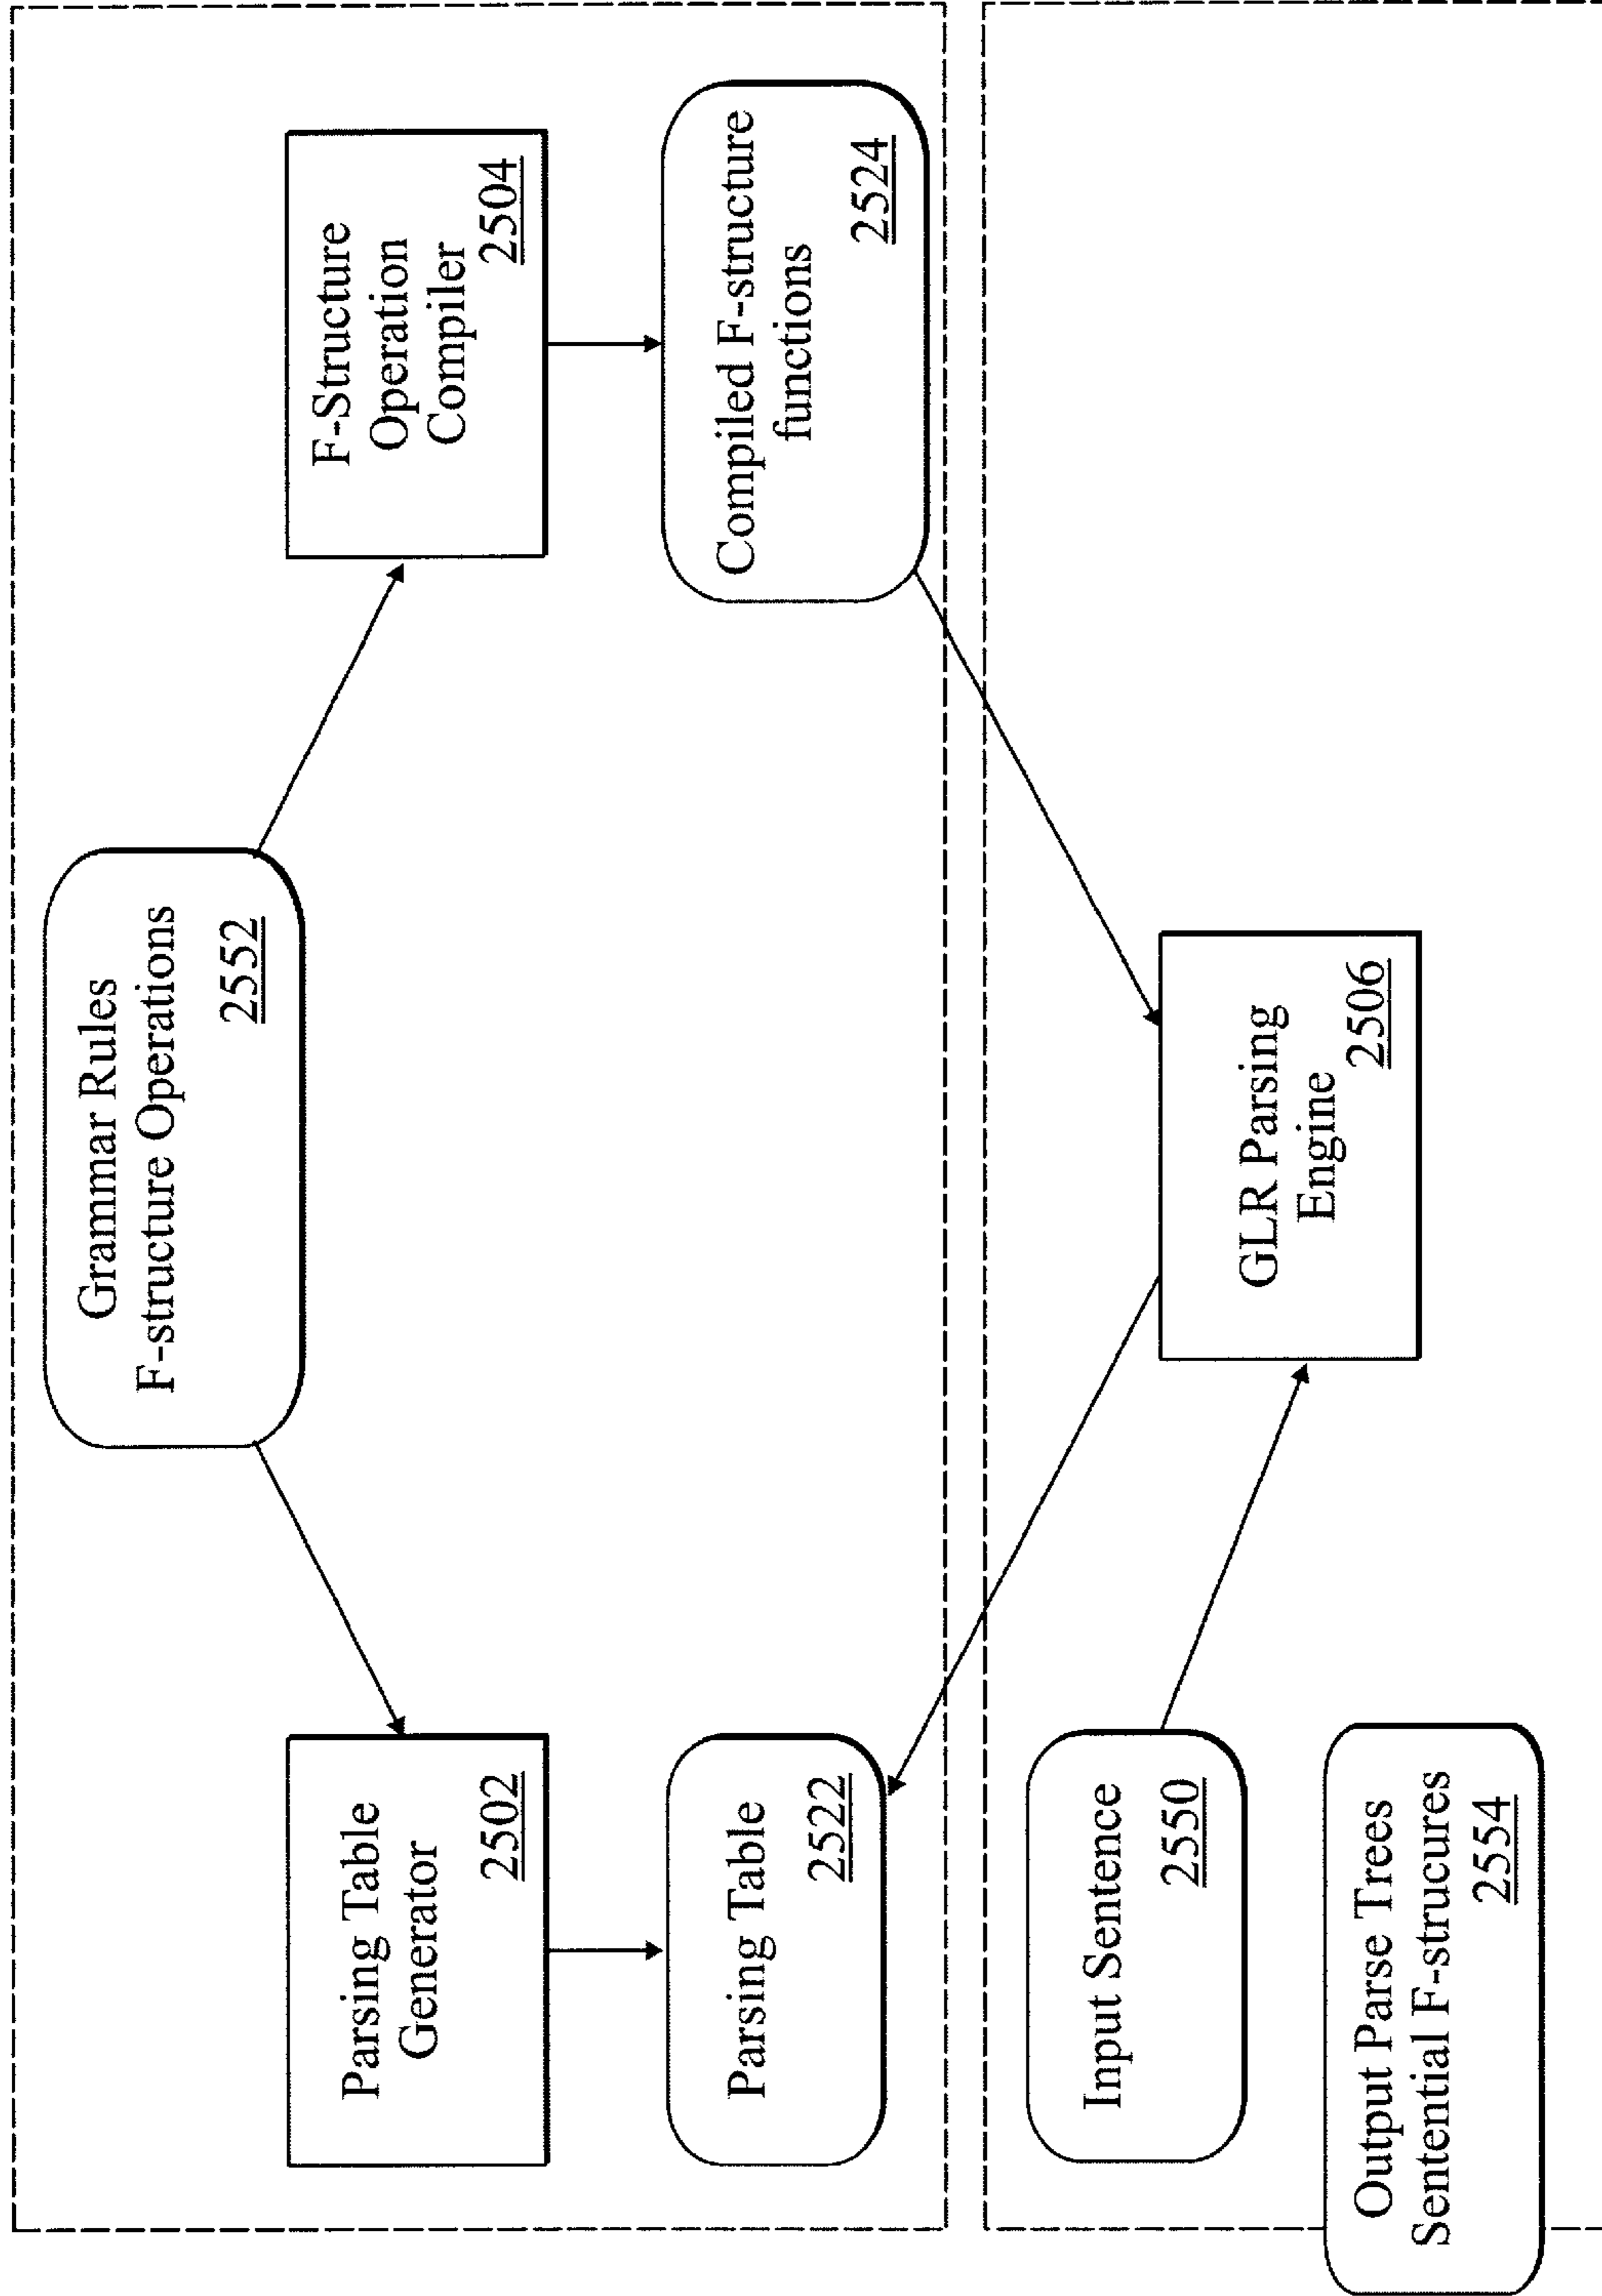 Grammar Rules
F-structure Operations
2552
Parsing Table
Generator
2502
F-Structure
Operation
Compiler
2504
Parsing Table
2522
Compiled F-structure
functions
2524
Input Sentence
2550
GLR Parsing
Engine
2506
Output Parse Trees
Sentential F-strucures
2554